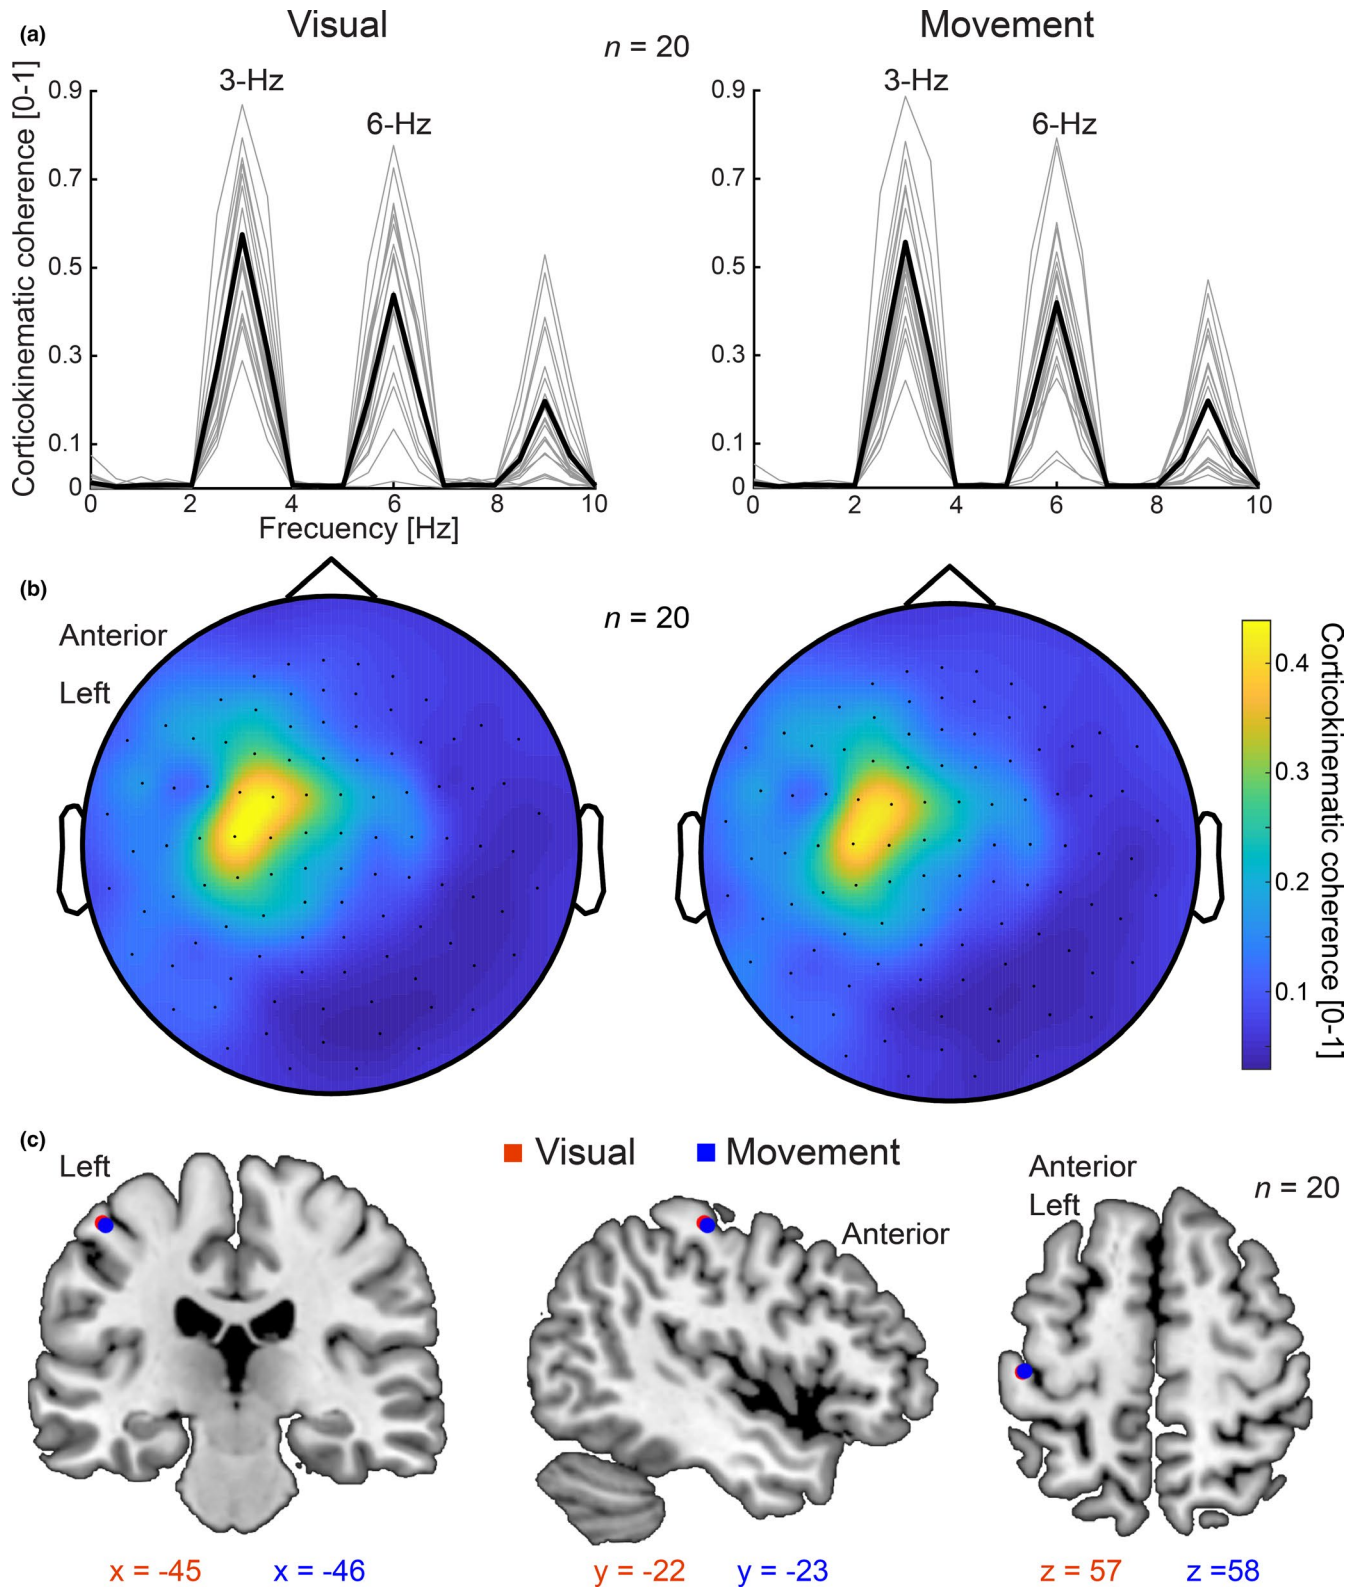 (a)
Visual
n = 20
Movement
Corticokinematic coherence [0-1]
0.9
0.7
0.5
0.3
0.1
0
3-Hz
6-Hz
0 2 4 6 8 10
Frecuency [Hz]
0.9
0.7
0.5
0.3
0.1
0
3-Hz
6-Hz
0 2 4 6 8 10
(b)
Anterior
Left
n = 20
0.4
0.3
0.2
0.1
Corticokinematic coherence [0-1]
(c)
Left
Visual
Movement
Anterior
Anterior
Left
n = 20
x = -45 x = -46
y = -22 y = -23
z = 57 z =58